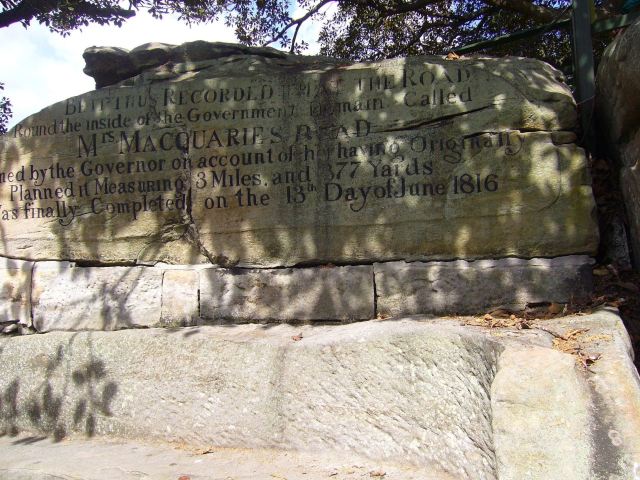 BE IT THUS RECORDED THAT THE ROAD
Round the inside of the Government Domain Called
MRS MACQUARIES ROAD
ned by the Governor on account of her having Originally
Planned it Measuring 3 Miles, and 377 Yards
as finally Completed on the 13th Day of June 1816